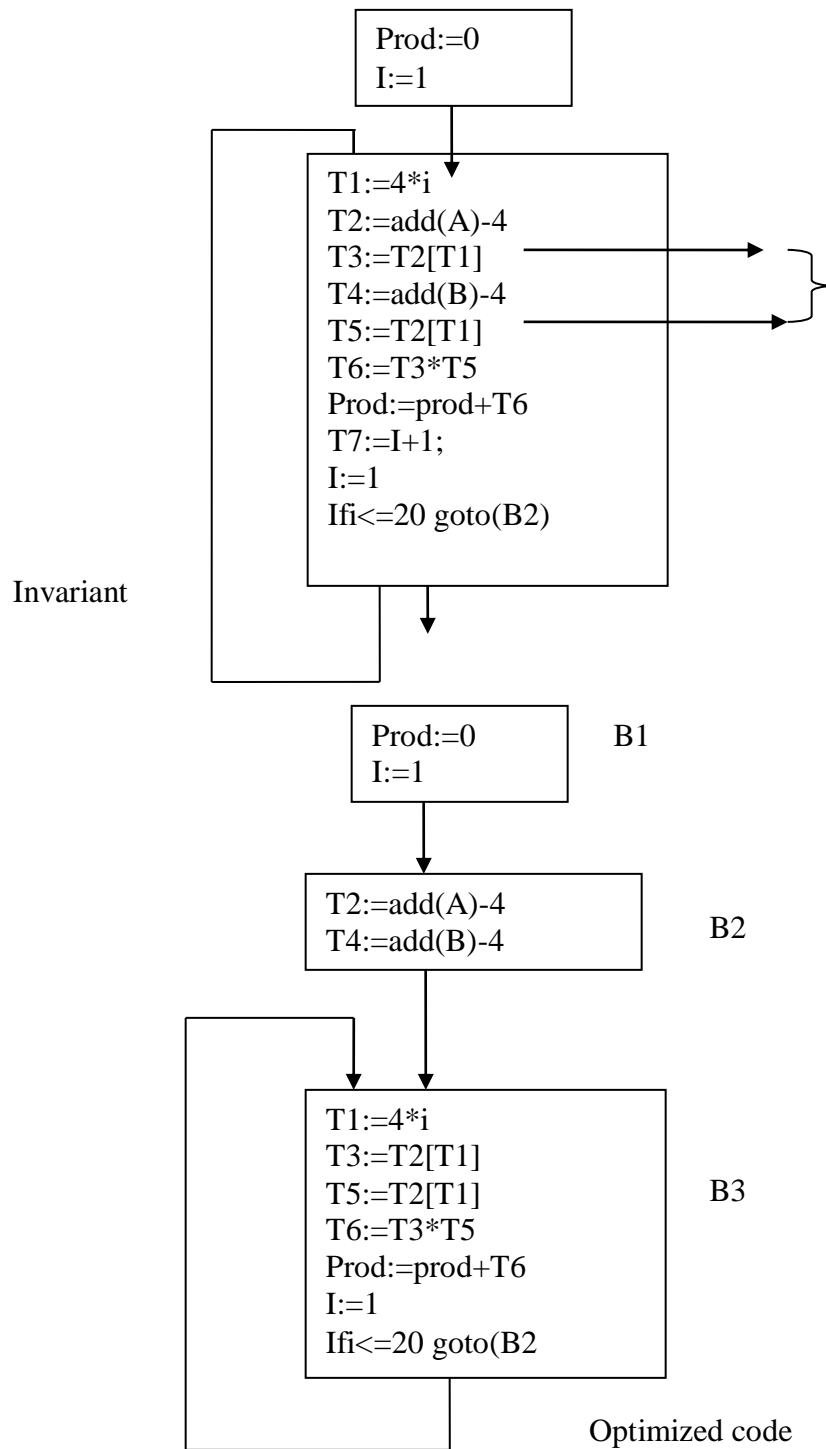 Prod:=0
I:=1
T1:=4*i
T2:=add(A)-4
T3:=T2[T1]
T4:=add(B)-4
T5:=T2[T1]
T6:=T3*T5
Prod:=prod+T6
T7:=I+1;
I:=1
Ifi<=20 goto(B2)
Invariant
Prod:=0
I:=1
B1
T2:=add(A)-4
T4:=add(B)-4
B2
T1:=4*i
T3:=T2[T1]
T5:=T2[T1]
T6:=T3*T5
Prod:=prod+T6
I:=1
Ifi<=20 goto(B2
B3
Optimized code